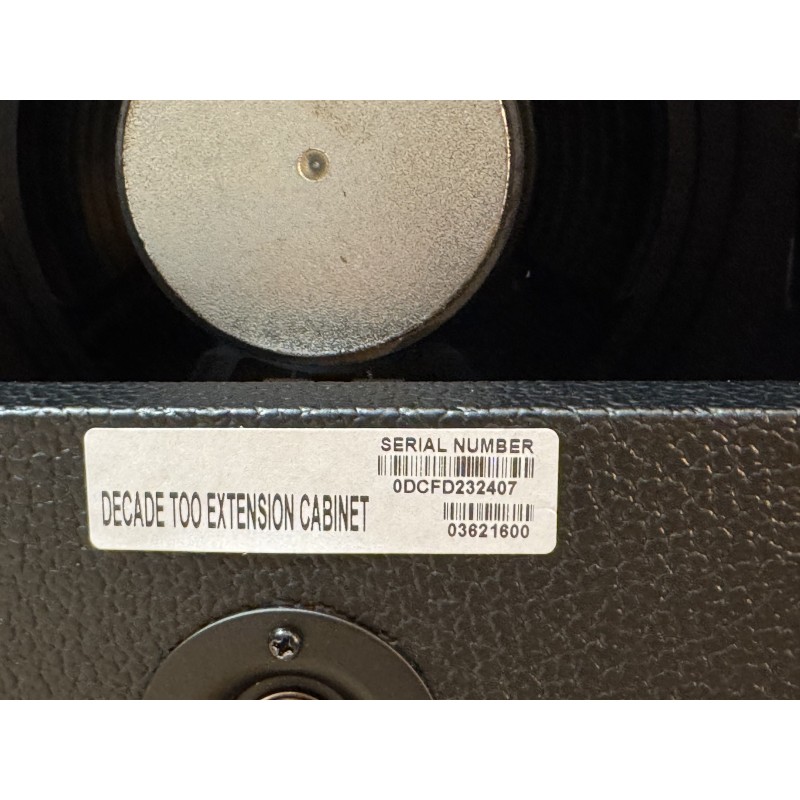 SERIAL NUMBER
0DCFD232407
DECADE TOO EXTENSION CABINET
03621600